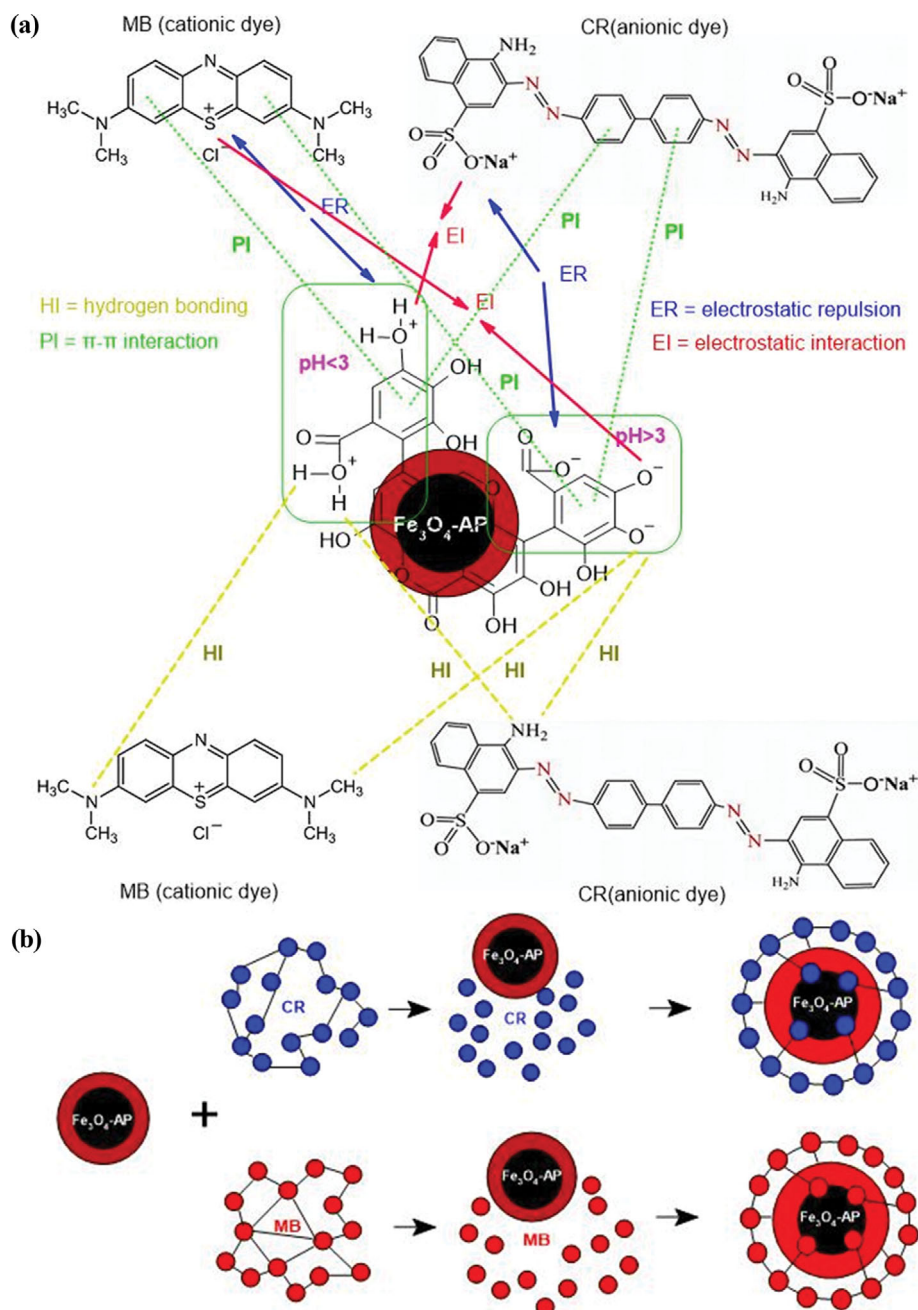 (a)
MB (cationic dye)
CR(anionic dye)
N
NH2
N
N
S
+
H3C
N
CH3
Cl−
N
CH3
CH3
O
S
O
O-Na+
N
N
H2N
O
O
S
O-Na+
ER
PI
EI
PI
PI
ER
EI
HI = hydrogen bonding
PI = π-π interaction
ER = electrostatic repulsion
EI = electrostatic interaction
H
H
O
+
pH<3
OH
OH
PI
pH>3
O
O−
O−
O−
O
H
O
+
H
OH
HO
Fe3O4-AP
O
O
OH
OH
OH
O
HI
HI
HI
HI
N
H3C
N
CH3
S
+
Cl−
N
CH3
CH3
NH2
N
N
O
S
O
O-Na+
N
N
H2N
O
O
S
O-Na+
MB (cationic dye)
CR(anionic dye)
(b)
CR
Fe3O4-AP
CR
Fe3O4-AP
Fe3O4-AP
+
MB
Fe3O4-AP
MB
Fe3O4-AP